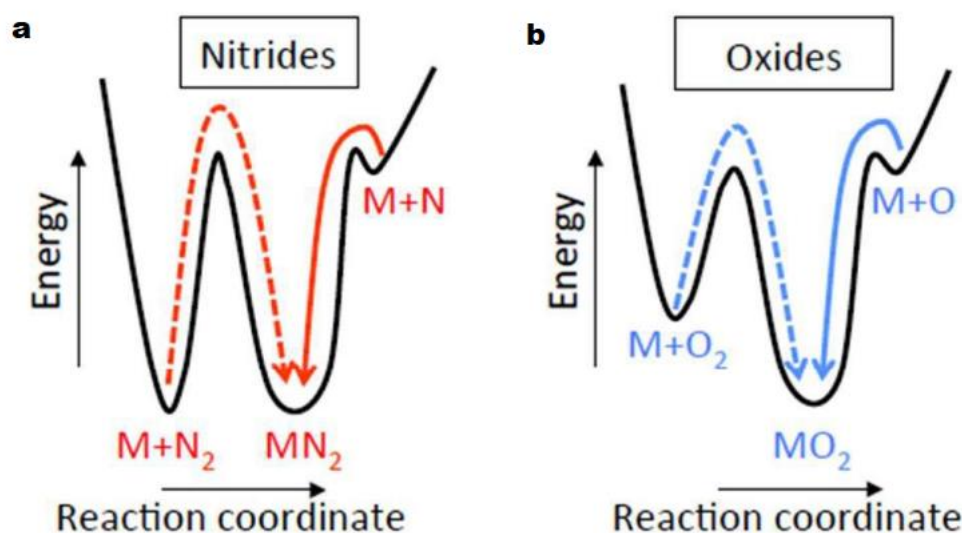 a
Nitrides
Energy
M+N
M+N₂
MN₂
Reaction coordinate
b
Oxides
Energy
M+O
M+O₂
MO₂
Reaction coordinate